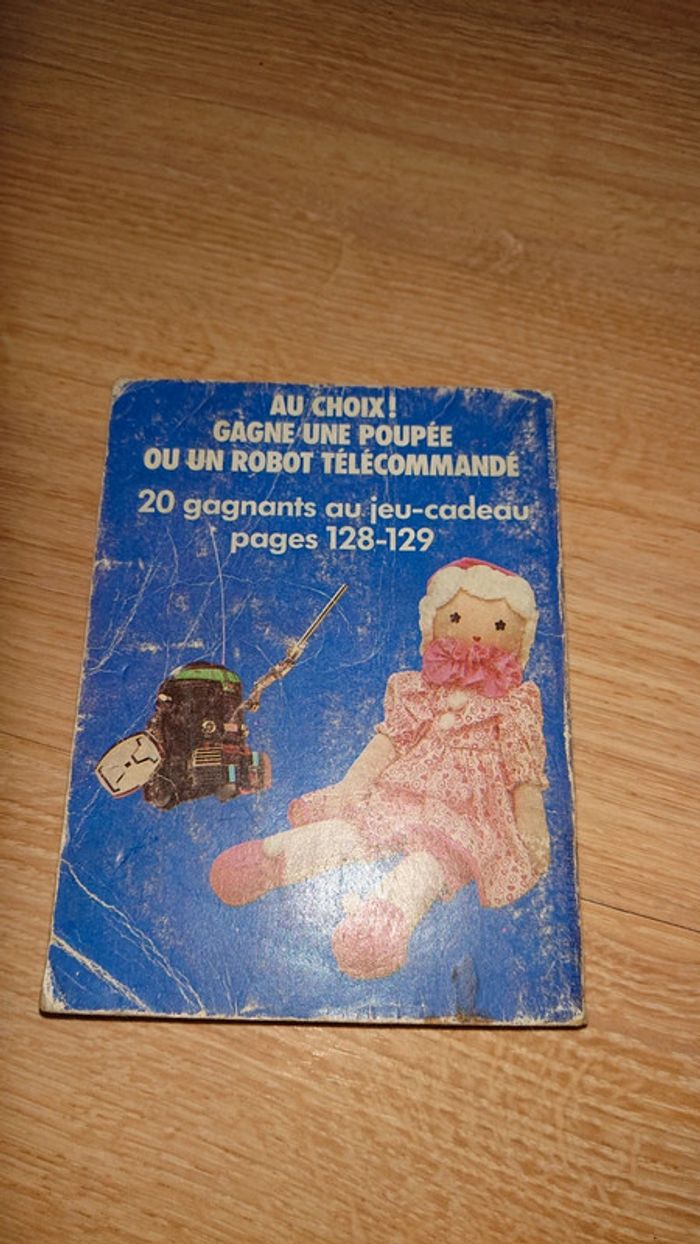 AU CHOIX!
GAGNE UNE POUPÉE
OU UN ROBOT TÉLÉCOMMANDÉ
20 gagnants au jeu-cadeau
pages 128-129